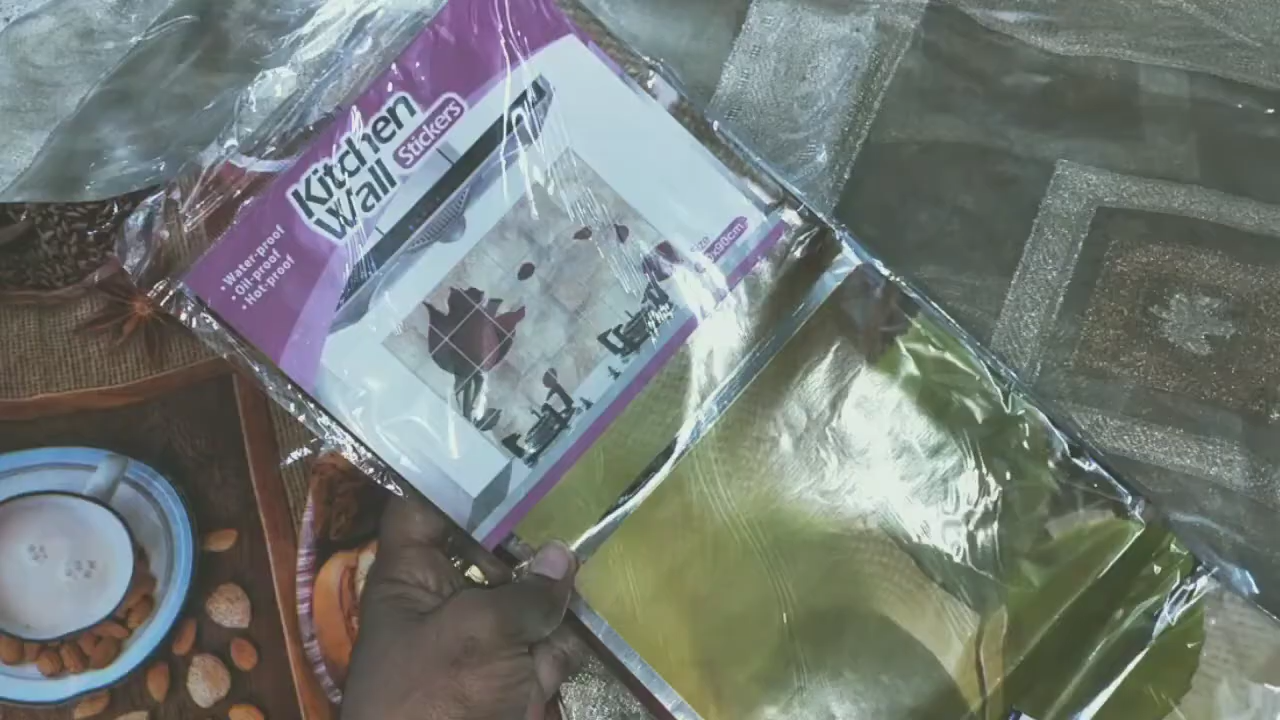 Kitchen
Wall
Stickers
• Water-proof
• Oil-proof
• Hot-proof